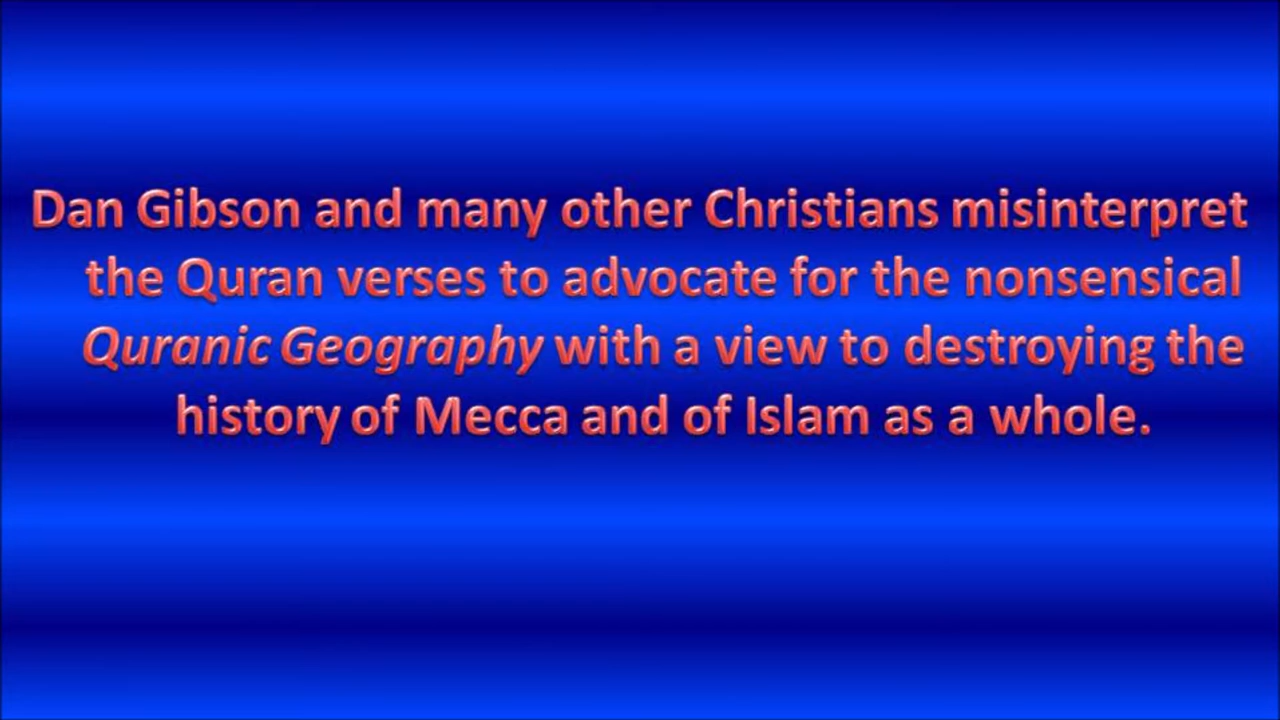 Dan Gibson and many other Christians misinterpret
the Quran verses to advocate for the nonsensical
Quranic Geography with a view to destroying the
history of Mecca and of Islam as a whole.